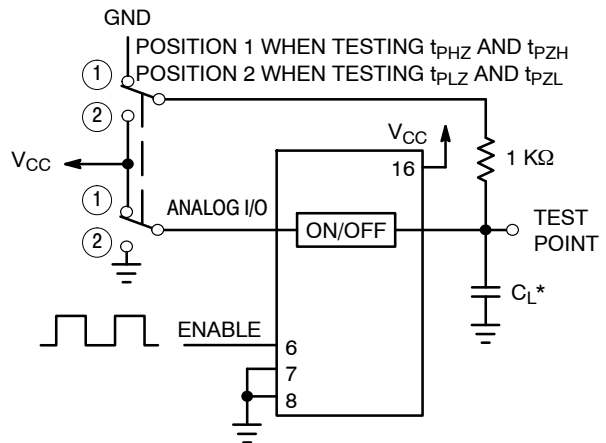 GND
POSITION 1 WHEN TESTING tPHZ AND tPZH
POSITION 2 WHEN TESTING tPLZ AND tPZL
1
2
VCC
VCC
16
1 KΩ
1
2
ANALOG I/O
ON/OFF
TEST
POINT
CL*
ENABLE
6
7
8